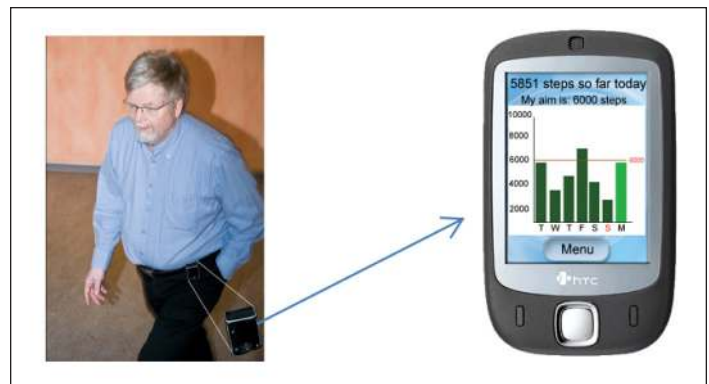 5851 steps so far today
My aim is: 6000 steps
10000
8000
6000
6000
4000
2000
T W T F S S M
Menu
hTC